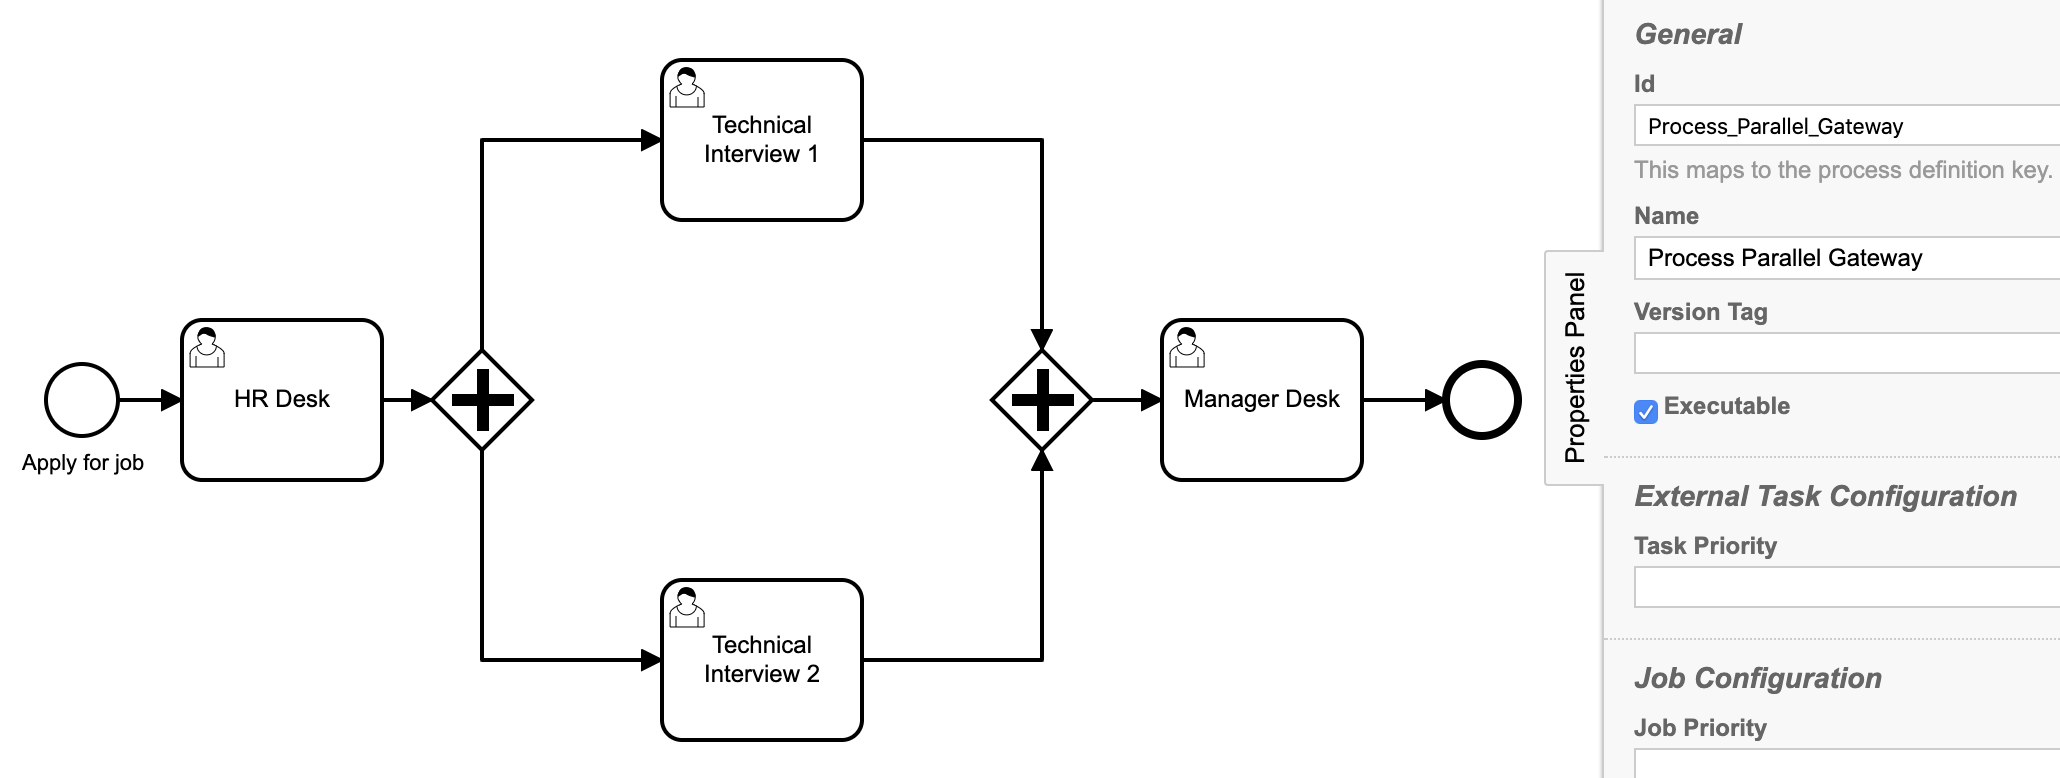 Technical
Interview 1
HR Desk
Apply for job
Technical
Interview 2
Manager Desk
Properties Panel
General
Id
Process_Parallel_Gateway
This maps to the process definition key.
Name
Process Parallel Gateway
Version Tag
Executable
External Task Configuration
Task Priority
Job Configuration
Job Priority